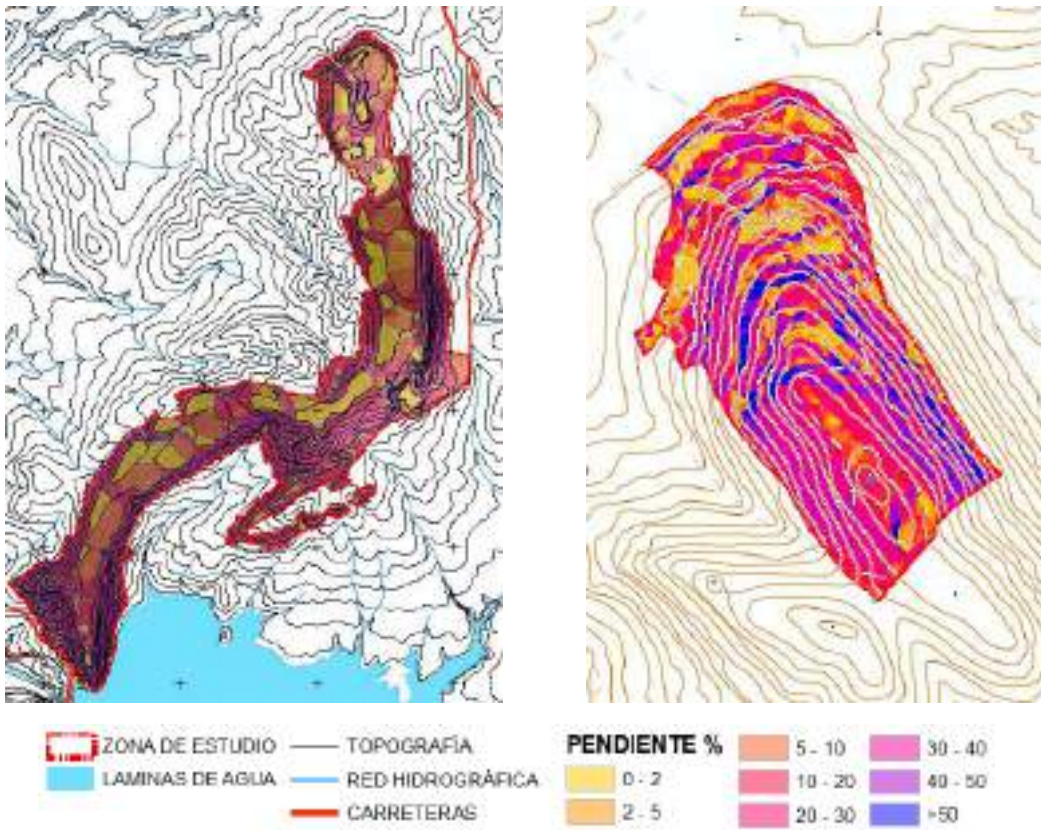 ZONA DE ESTUDIO
LAMINAS DE AGUA
TOPOGRAFÍA
RED HIDROGRÀFICA
CARRETERAS
PENDIENTE %
0 - 2
2 - 5
5 - 10
10 - 20
20 - 30
30 - 40
40 - 50
>50